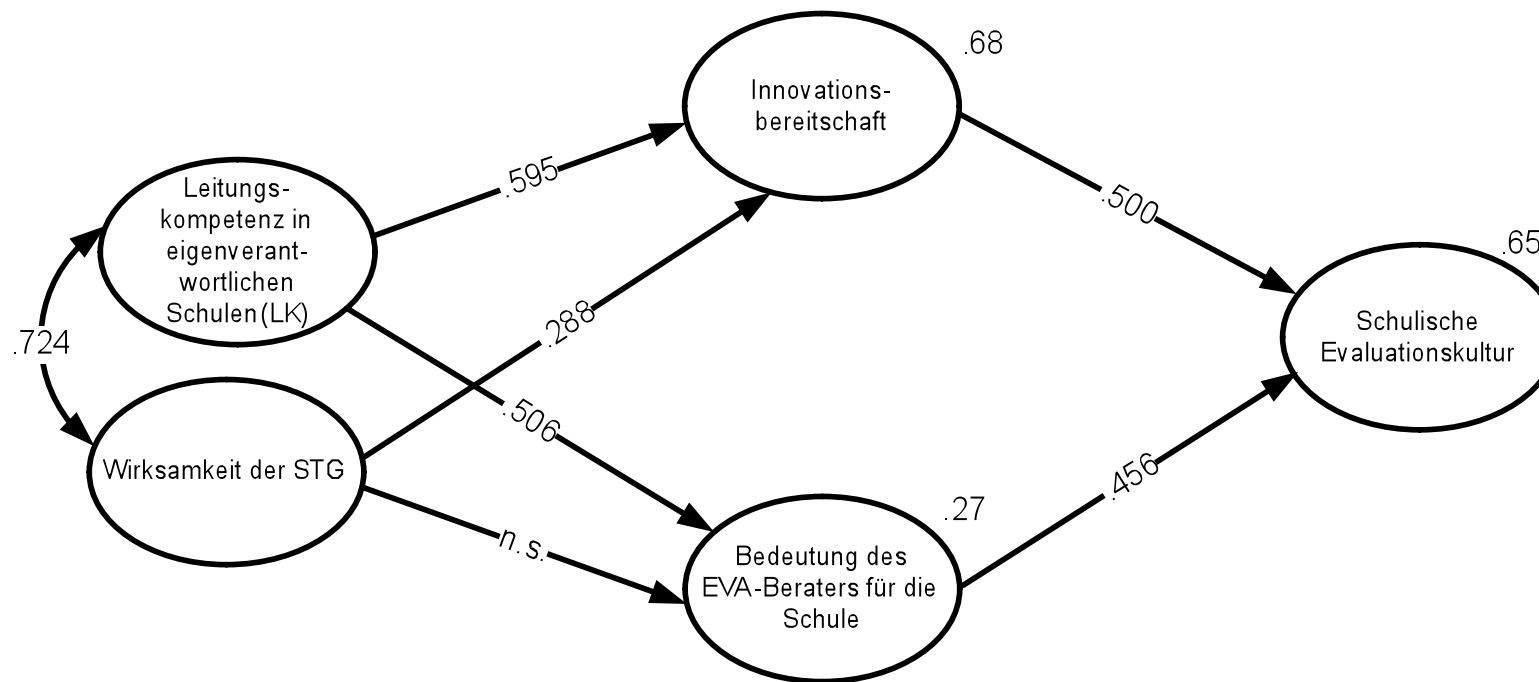 Innovations-
bereitschaft
.68
Leitungs-
kompetenz in
eigenverant-
wortlichen
Schulen (LK)
.595
.500
.724
.288
.65
Schulische
Evaluationskultur
.506
Wirksamkeit der STG
.456
n.s.
.27
Bedeutung des
EVA-Beraters für die
Schule